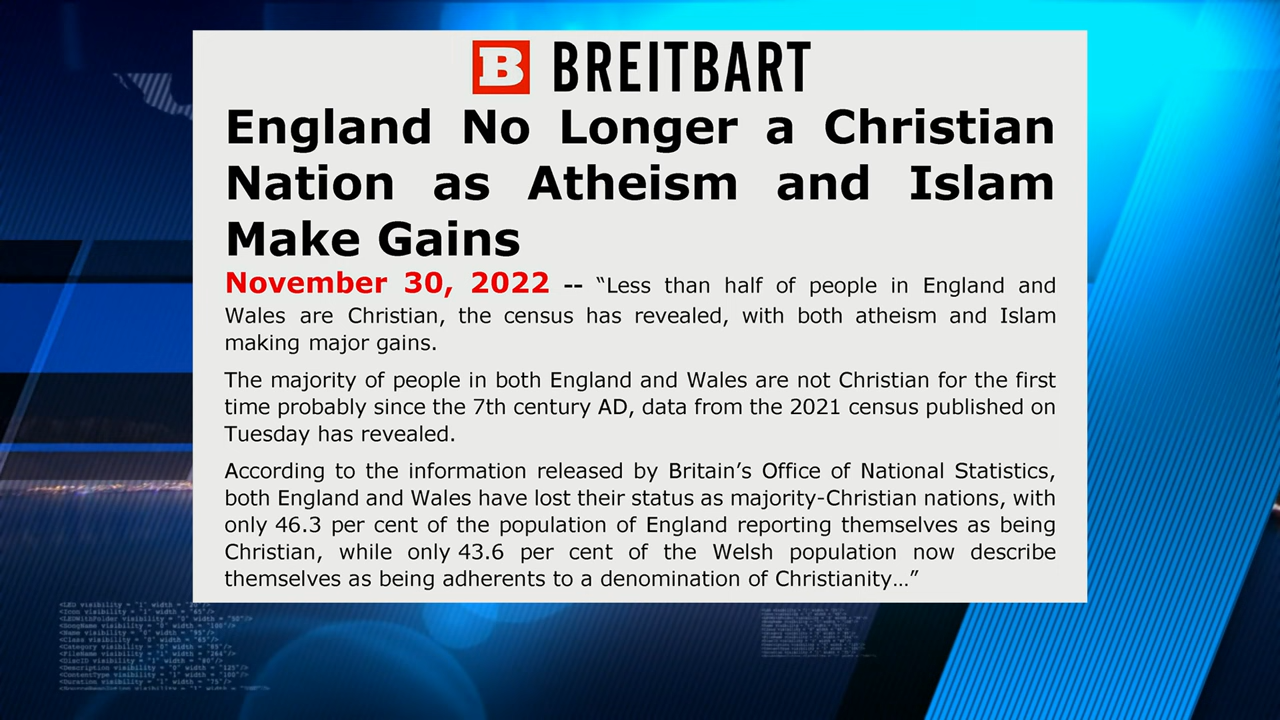 B BREITBART
England No Longer a Christian
Nation as Atheism and Islam
Make Gains
November 30, 2022 -- “Less than half of people in England and
Wales are Christian, the census has revealed, with both atheism and Islam
making major gains.
The majority of people in both England and Wales are not Christian for the first
time probably since the 7th century AD, data from the 2021 census published on
Tuesday has revealed.
According to the information released by Britain’s Office of National Statistics,
both England and Wales have lost their status as majority-Christian nations, with
only 46.3 per cent of the population of England reporting themselves as being
Christian, while only 43.6 per cent of the Welsh population now describe
themselves as being adherents to a denomination of Christianity…”